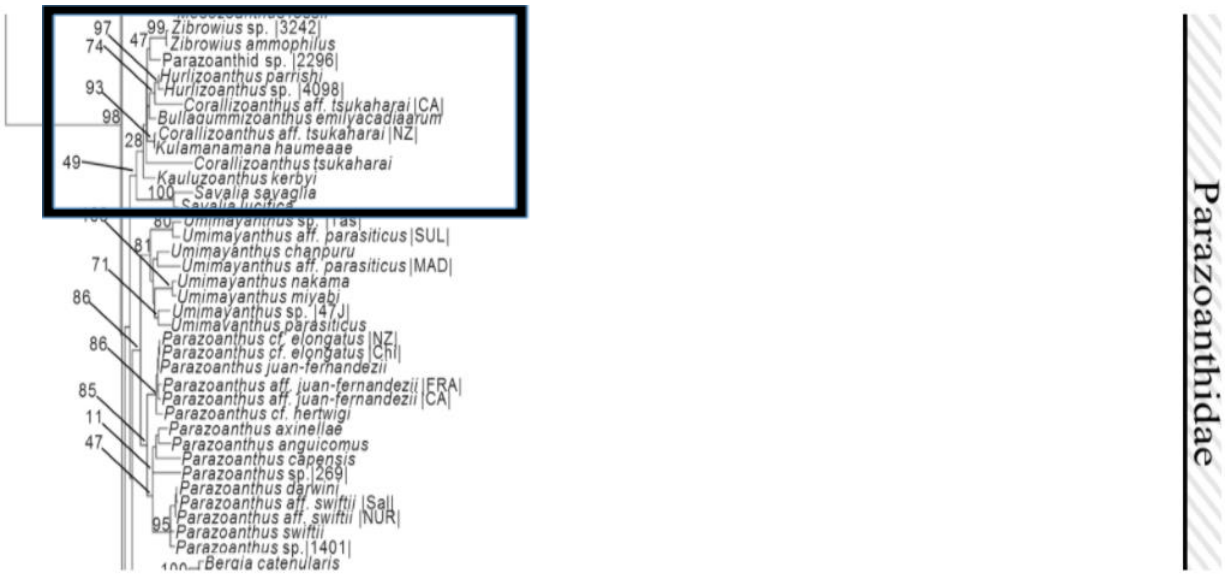 97
99 Zibrowius sp. |3242|
47
74
Zibrowius ammophilus
Parazoanthid sp. |2296|
Hurlizoanthus parrishi
Hurlizoanthus sp. |4098|
93
Corallizoanthus aff. tsukaharai |CA|
98
Bullagummizoanthus emilyacadiaarum
Corallizoanthus aff. tsukaharai |NZ|
28
Kulamanamana haumeaae
49
Corallizoanthus tsukaharai
Kauluzoanthus kerbyi
100 Savalia savaglia
Savalia lucifica
80 Umimayanthus sp. |Tas|
Umimayanthus aff. parasiticus |SUL|
81
Umimayanthus chanpuru
71
Umimayanthus aff. parasiticus |MAD|
Umimayanthus nakama
86
Umimayanthus miyabi
Umimayanthus sp. |47J|
Umimayanthus parasiticus
86
Parazoanthus cf. elongatus |NZ|
Parazoanthus cf. elongatus |Chi|
Parazoanthus juan-fernandezii
85
Parazoanthus aff. juan-fernandezii |ERA|
Parazoanthus aff. juan-fernandezii |CA|
11
Parazoanthus cf. hertwigi
Parazoanthus axinellae
47
Parazoanthus anguicomus
Parazoanthus capensis
Parazoanthus sp.|269|
Parazoanthus darwini
Parazoanthus aff. swiftii |Sal|
Parazoanthus aff. swiftii |NUR|
95
Parazoanthus swiftii
Parazoanthus sp.|1401|
100 Bergia catenularis
Parazoanthidae